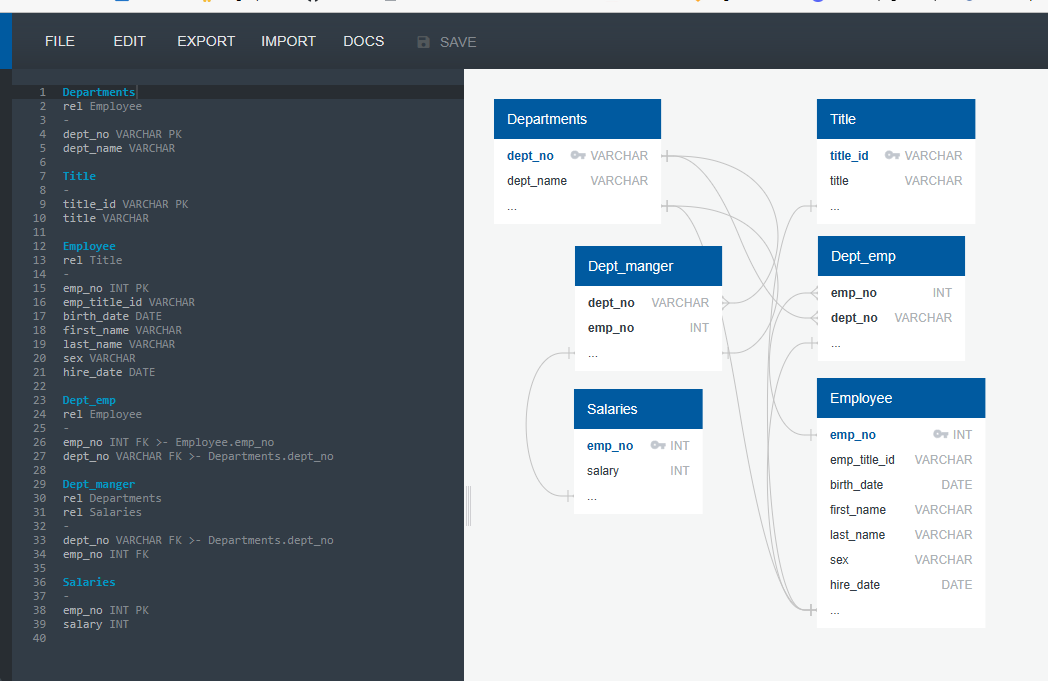 FILE EDIT EXPORT IMPORT DOCS SAVE
1 Departments
2 rel Employee
3 -
4 dept_no VARCHAR PK
5 dept_name VARCHAR
6
7 Title
8 -
9 title_id VARCHAR PK
10 title VARCHAR
11
12 Employee
13 rel Title
14 -
15 emp_no INT PK
16 emp_title_id VARCHAR
17 birth_date DATE
18 first_name VARCHAR
19 last_name VARCHAR
20 sex VARCHAR
21 hire_date DATE
22
23 Dept_emp
24 rel Employee
25 -
26 emp_no INT FK >- Employee.emp_no
27 dept_no VARCHAR FK >- Departments.dept_no
28
29 Dept_manger
30 rel Departments
31 rel Salaries
32 -
33 dept_no VARCHAR FK >- Departments.dept_no
34 emp_no INT FK
35
36 Salaries
37 -
38 emp_no INT PK
39 salary INT
40
Departments
dept_no VARCHAR
dept_name VARCHAR
...
Title
title_id VARCHAR
title VARCHAR
...
Dept_manger
dept_no VARCHAR
emp_no INT
...
Dept_emp
emp_no INT
dept_no VARCHAR
...
Salaries
emp_no INT
salary INT
...
Employee
emp_no INT
emp_title_id VARCHAR
birth_date DATE
first_name VARCHAR
last_name VARCHAR
sex VARCHAR
hire_date DATE
...